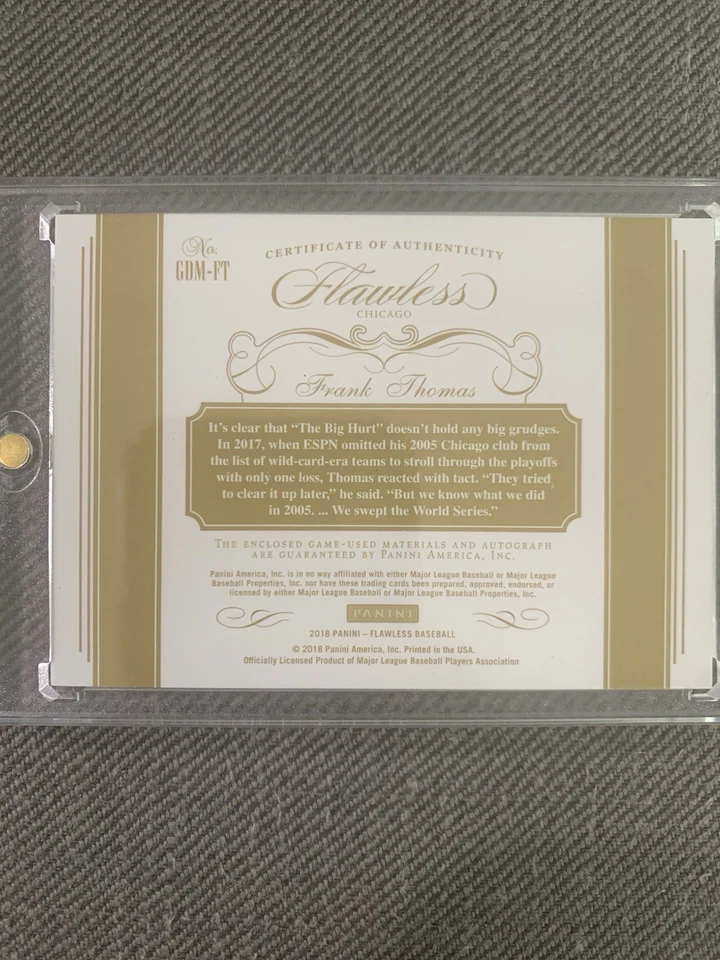 No.
GDM-FT
CERTIFICATE OF AUTHENTICITY
Flawless
CHICAGO
Frank Thomas
It's clear that “The Big Hurt” doesn't hold any big grudges.
In 2017, when ESPN omitted his 2005 Chicago club from
the list of wild-card-era teams to stroll through the playoffs
with only one loss, Thomas reacted with tact. “They tried
to clear it up later,” he said. “But we know what we did
in 2005. ... We swept the World Series.”
THE ENCLOSED GAME-USED MATERIALS AND AUTOGRAPH
ARE GUARANTEED BY PANINI AMERICA, INC.
Panini America, Inc. is in no way affiliated with either Major League Baseball or Major League
Baseball Properties, Inc. nor have these trading cards been prepared, approved, endorsed, or
licensed by either Major League Baseball or Major League Baseball Properties, Inc.
PANINI
2018 PANINI – FLAWLESS BASEBALL
© 2018 Panini America, Inc. Printed in the USA.
Officially Licensed Product of Major League Baseball Players Association